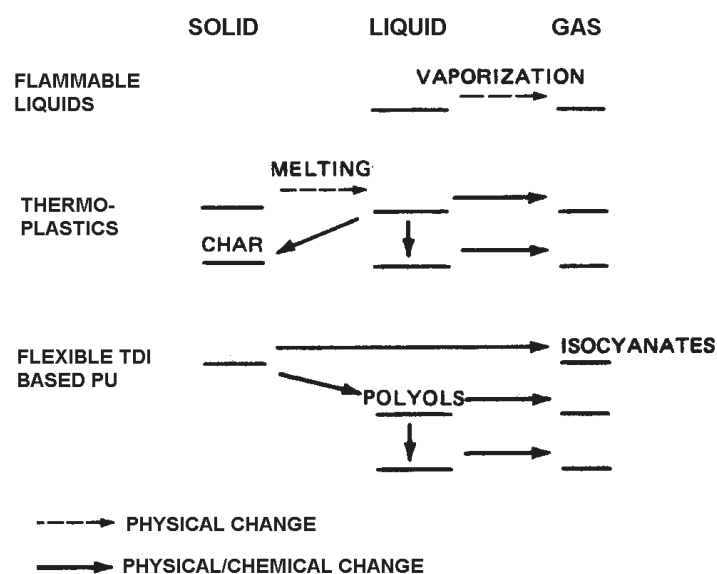 SOLID LIQUID GAS
FLAMMABLE
LIQUIDS
VAPORIZATION
MELTING
THERMO-
PLASTICS
CHAR
FLEXIBLE TDI
BASED PU
ISOCYANATES
POLYOLS
PHYSICAL CHANGE
PHYSICAL/CHEMICAL CHANGE